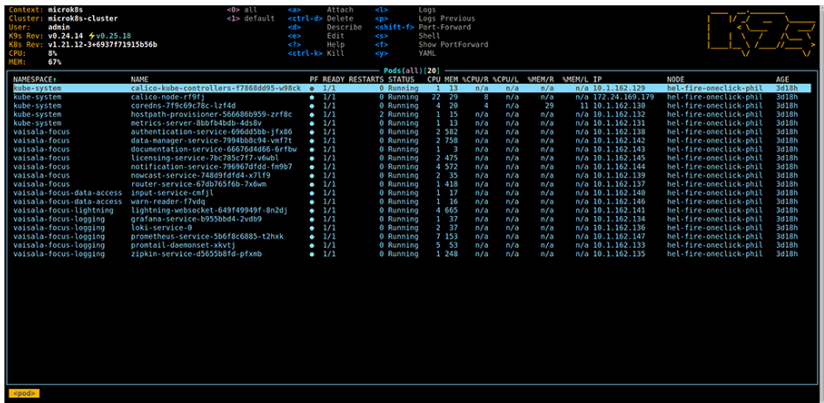 Context: microk8s <0> all <a> Attach <l> Logs
Cluster: microk8s-cluster <1> default <ctrl-d> Delete <p> Logs Previous
User: admin <d> Describe <shift-f> Port-Forward
K9s Rev: v0.24.14 ⚡v0.25.18 <e> Edit <s> Shell
K8s Rev: v1.21.12-3+6937f71915b56b <?> Help <f> Show PortForward
CPU: 8% <ctrl-k> Kill <y> YAML
MEM: 67%
Pods(all)[20]
NAMESPACE↑ NAME PF READY RESTARTS STATUS CPU MEM %CPU/R %CPU/L %MEM/R %MEM/L IP NODE AGE
kube-system calico-kube-controllers-f7868dd95-w98ck ● 1/1 0 Running 1 13 n/a n/a n/a n/a 10.1.162.129 hel-fire-oneclick-phil 3d18h
kube-system calico-node-rf9fj ● 1/1 0 Running 22 29 8 n/a n/a n/a 172.24.169.179 hel-fire-oneclick-phil 3d18h
kube-system coredns-7f9c69c78c-lzf4d ● 1/1 0 Running 4 20 4 n/a 29 11 10.1.162.130 hel-fire-oneclick-phil 3d18h
kube-system hostpath-provisioner-566686b959-zrf8c ● 1/1 2 Running 1 15 n/a n/a n/a n/a 10.1.162.132 hel-fire-oneclick-phil 3d18h
kube-system metrics-server-8bbfb4bdb-4ds8v ● 1/1 0 Running 1 13 n/a n/a n/a n/a 10.1.162.131 hel-fire-oneclick-phil 3d18h
vaisala-focus authentication-service-696dd5bb-jfx86 ● 1/1 0 Running 2 582 n/a n/a n/a n/a 10.1.162.138 hel-fire-oneclick-phil 3d18h
vaisala-focus data-manager-service-7994bb8c94-vmf7t ● 1/1 0 Running 2 758 n/a n/a n/a n/a 10.1.162.142 hel-fire-oneclick-phil 3d18h
vaisala-focus documentation-service-66676d4d66-6rfbw ● 1/1 0 Running 1 3 n/a n/a n/a n/a 10.1.162.143 hel-fire-oneclick-phil 3d18h
vaisala-focus licensing-service-7bc785c7f7-v6wbl ● 1/1 0 Running 2 475 n/a n/a n/a n/a 10.1.162.145 hel-fire-oneclick-phil 3d18h
vaisala-focus notification-service-796967dfdd-fm9b7 ● 1/1 0 Running 4 572 n/a n/a n/a n/a 10.1.162.144 hel-fire-oneclick-phil 3d18h
vaisala-focus nowcast-service-748d9fdfd4-x7lf9 ● 1/1 0 Running 2 35 n/a n/a n/a n/a 10.1.162.139 hel-fire-oneclick-phil 3d18h
vaisala-focus router-service-67db765f6b-7x6wm ● 1/1 0 Running 1 418 n/a n/a n/a n/a 10.1.162.137 hel-fire-oneclick-phil 3d18h
vaisala-focus-data-access input-service-cmfjl ● 1/1 0 Running 1 17 n/a n/a n/a n/a 10.1.162.140 hel-fire-oneclick-phil 3d18h
vaisala-focus-data-access warn-reader-f7vdq ● 1/1 0 Running 1 16 n/a n/a n/a n/a 10.1.162.146 hel-fire-oneclick-phil 3d18h
vaisala-focus-lightning lightning-websocket-649f49949f-8n2dj ● 1/1 0 Running 4 665 n/a n/a n/a n/a 10.1.162.141 hel-fire-oneclick-phil 3d18h
vaisala-focus-logging grafana-service-b955bbd4-2vdh9 ● 1/1 0 Running 1 37 n/a n/a n/a n/a 10.1.162.134 hel-fire-oneclick-phil 3d18h
vaisala-focus-logging loki-service-0 ● 1/1 0 Running 2 37 n/a n/a n/a n/a 10.1.162.136 hel-fire-oneclick-phil 3d18h
vaisala-focus-logging prometheus-service-5b6f8c6885-t2hxk ● 1/1 0 Running 7 153 n/a n/a n/a n/a 10.1.162.147 hel-fire-oneclick-phil 3d18h
vaisala-focus-logging promtail-daemonset-xkvtj ● 1/1 0 Running 5 53 n/a n/a n/a n/a 10.1.162.133 hel-fire-oneclick-phil 3d18h
vaisala-focus-logging zipkin-service-d5655b8fd-pfxmb ● 1/1 0 Running 1 248 n/a n/a n/a n/a 10.1.162.135 hel-fire-oneclick-phil 3d18h
<pod>